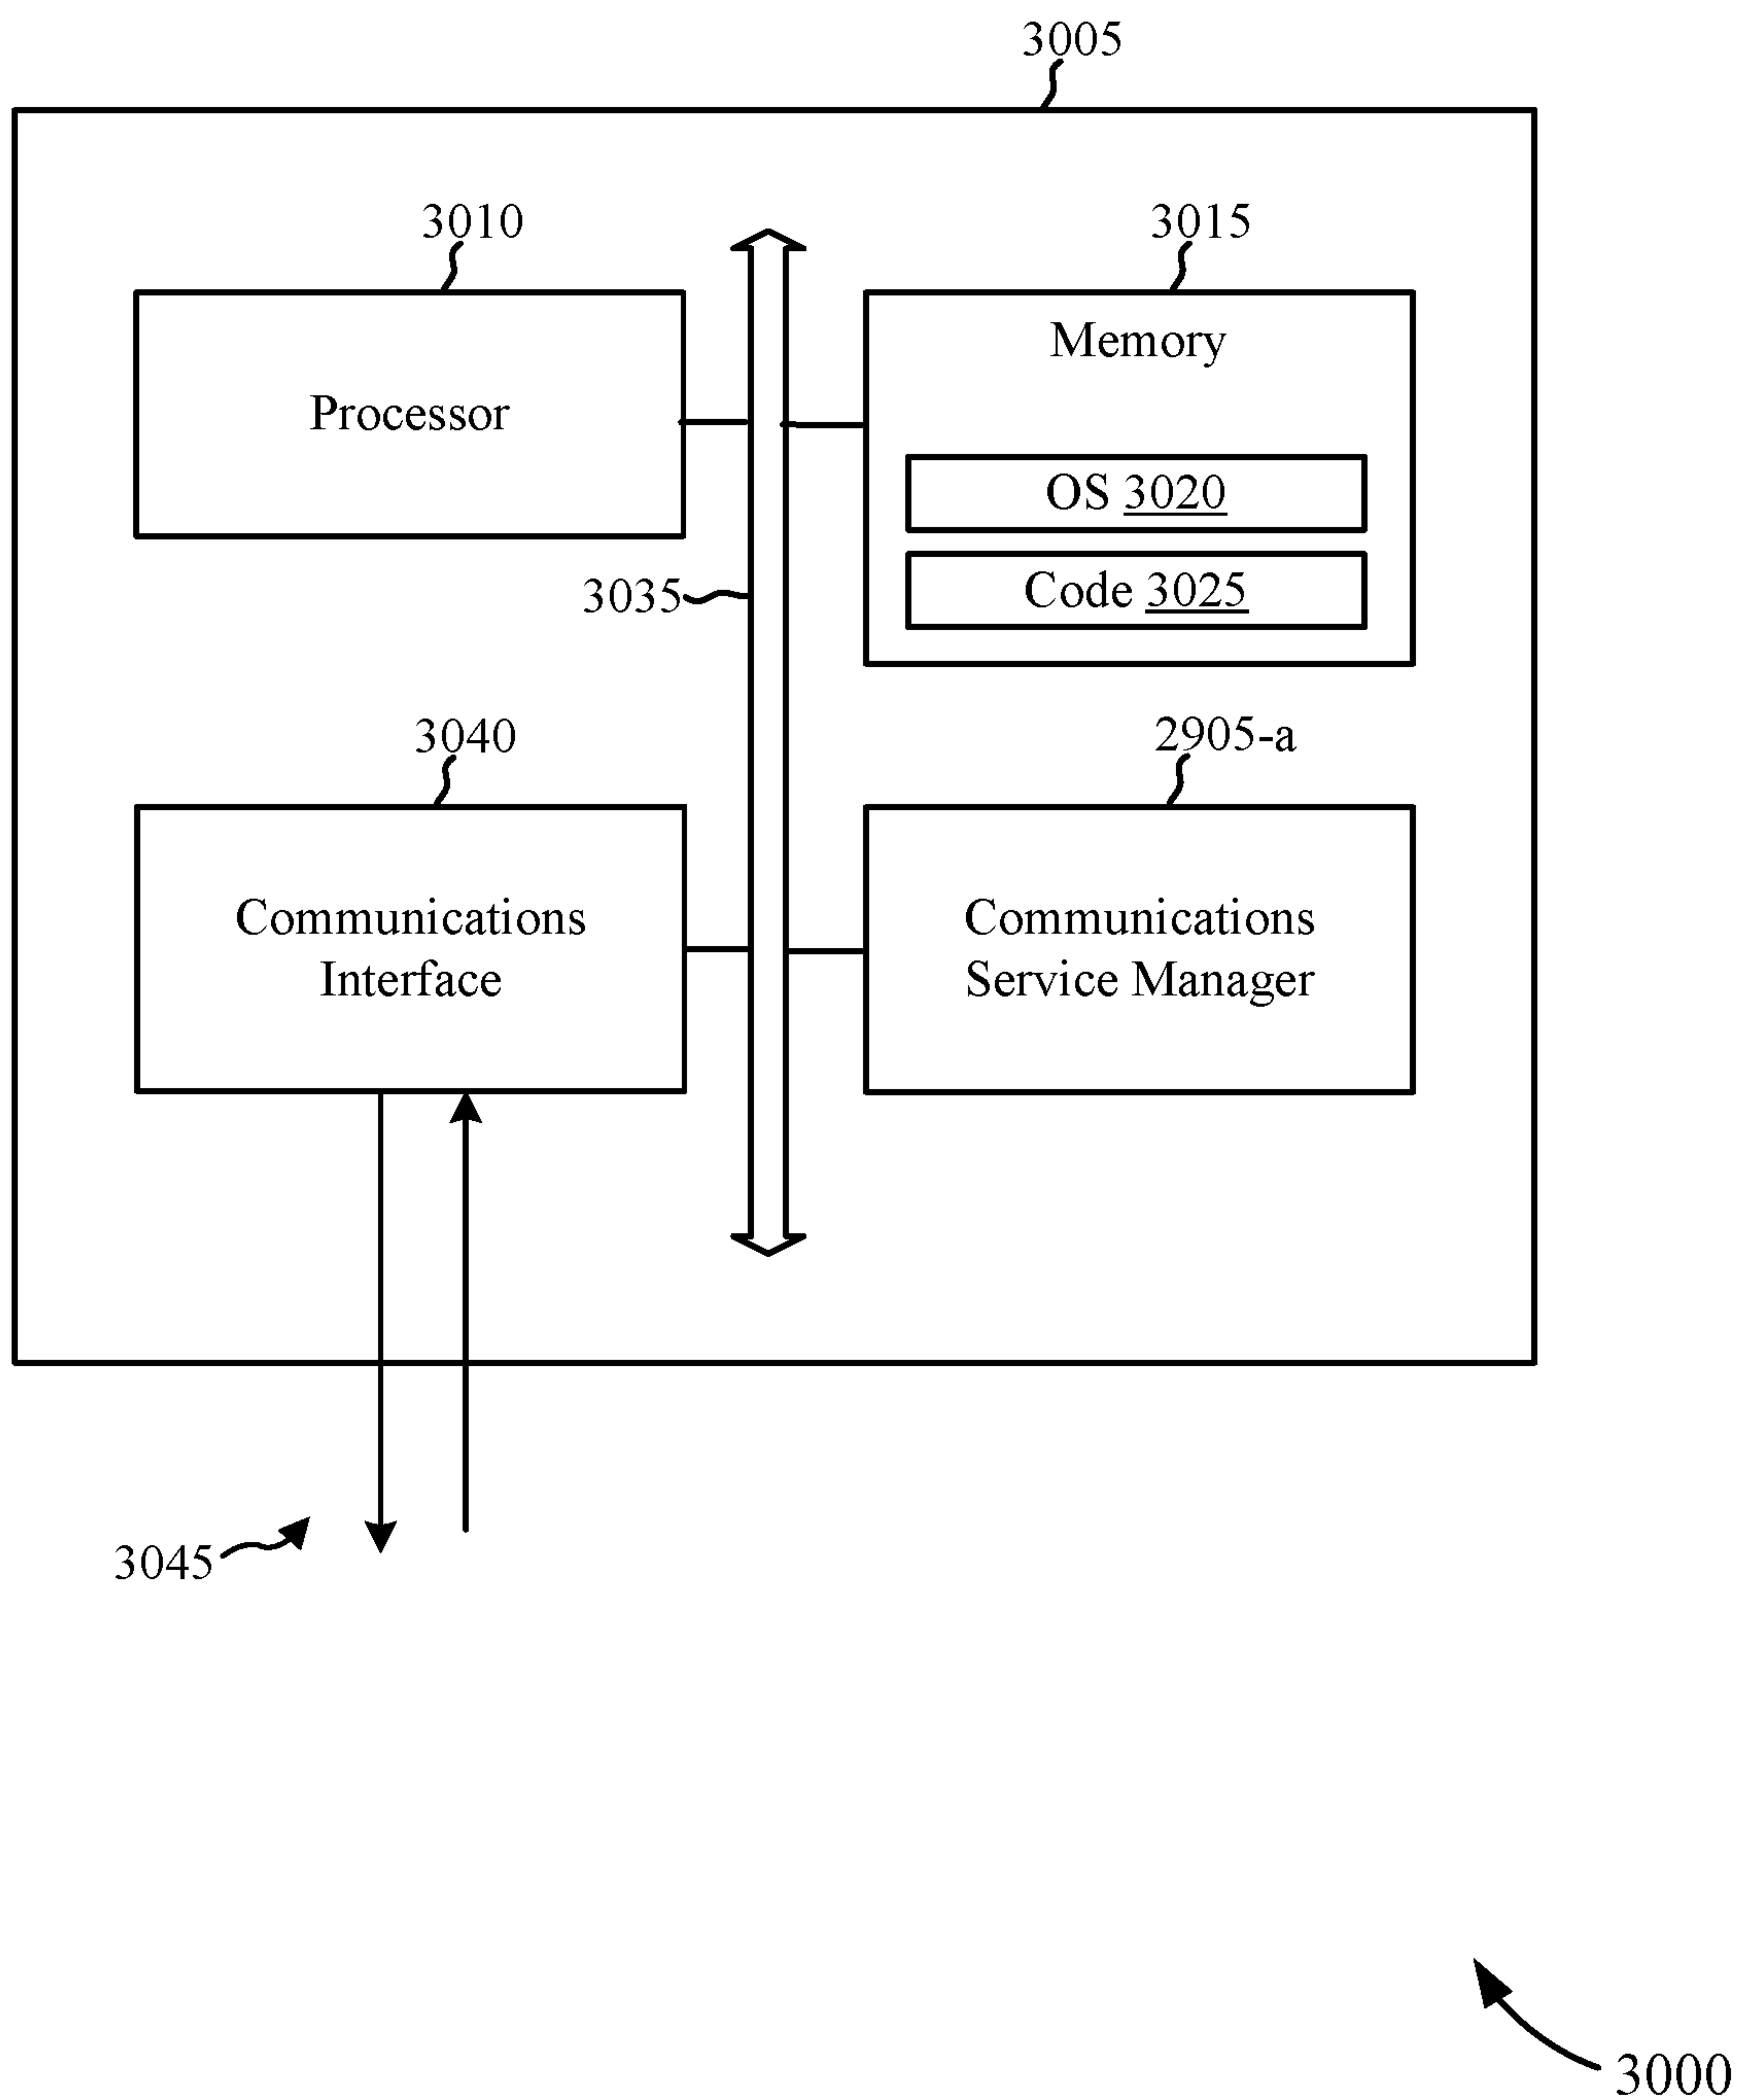 3005
3010
3015
Processor
Memory
OS 3020
Code 3025
3035
3040
2905-a
Communications
Interface
Communications
Service Manager
3045
3000